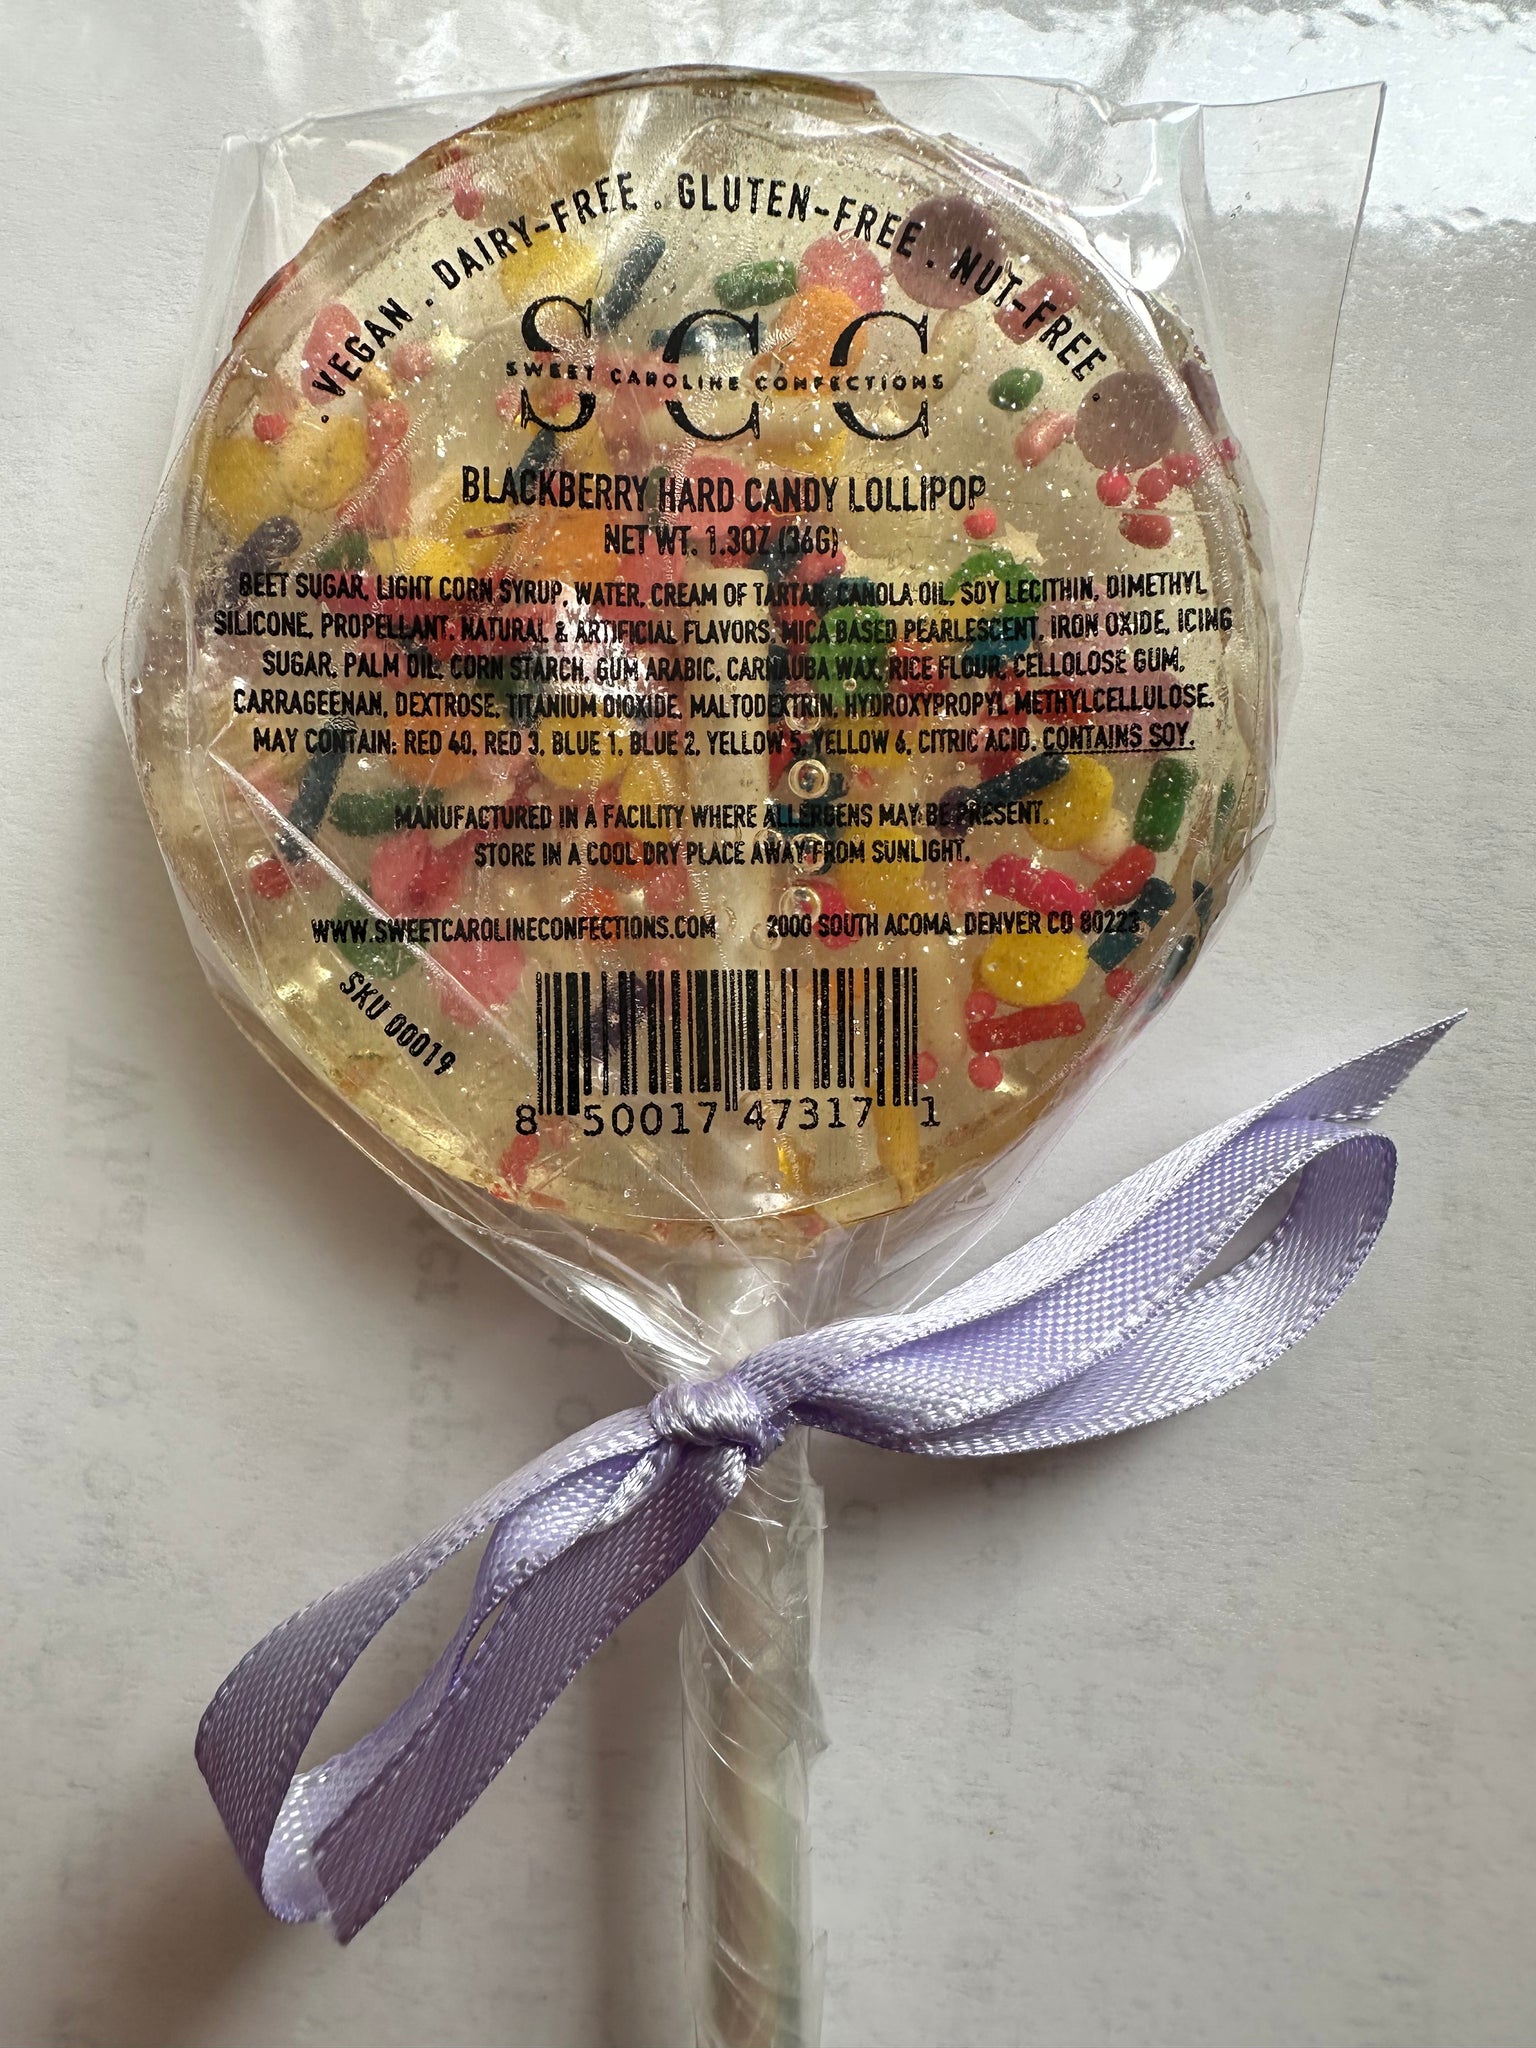 . VEGAN . DAIRY-FREE . GLUTEN-FREE . NUT-FREE .
SCC
SWEET CAROLINE CONFECTIONS
BLACKBERRY HARD CANDY LOLLIPOP
NET WT. 1.3OZ (36G)
BEET SUGAR, LIGHT CORN SYRUP, WATER, CREAM OF TARTAR, CANOLA OIL, SOY LECITHIN, DIMETHYL
SILICONE, PROPELLANT, NATURAL & ARTIFICIAL FLAVORS, MICA BASED PEARLESCENT, IRON OXIDE, ICING
SUGAR, PALM OIL, CORN STARCH, GUM ARABIC, CARNAUBA WAX, RICE FLOUR, CELLOLOSE GUM,
CARRAGEENAN, DEXTROSE, TITANIUM DIOXIDE, MALTODEXTRIN, HYDROXYPROPYL METHYLCELLULOSE.
MAY CONTAIN: RED 40, RED 3, BLUE 1, BLUE 2, YELLOW 5, YELLOW 6, CITRIC ACID. CONTAINS SOY.
MANUFACTURED IN A FACILITY WHERE ALLERGENS MAY BE PRESENT.
STORE IN A COOL DRY PLACE AWAY FROM SUNLIGHT.
WWW.SWEETCAROLINECONFECTIONS.COM 2000 SOUTH ACOMA, DENVER CO 80223
SKU 00019
8 50017 47317 1